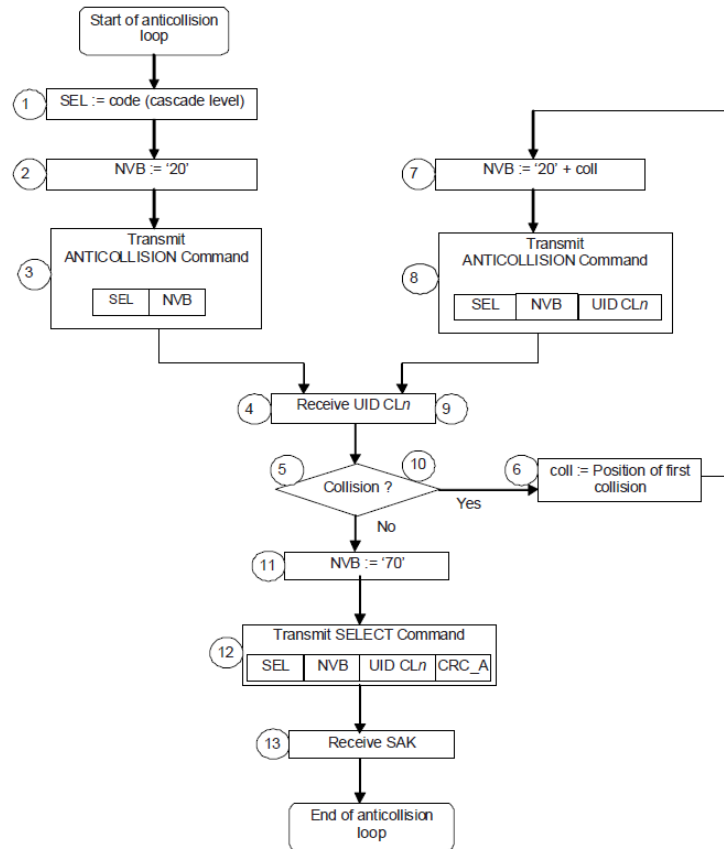 Start of anticollision
loop
1
SEL := code (cascade level)
2
NVB := ‘20’
3
Transmit
ANTICOLLISION Command
SEL NVB
7
NVB := ‘20’ + coll
8
Transmit
ANTICOLLISION Command
SEL NVB UID CLn
4
Receive UID CLn
9
5
10
Collision ?
Yes
No
6
coll := Position of first
collision
11
NVB := ‘70’
12
Transmit SELECT Command
SEL NVB UID CLn CRC_A
13
Receive SAK
End of anticollision
loop